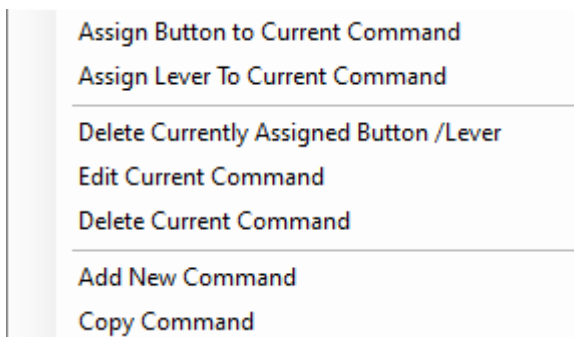 Assign Button to Current Command
Assign Lever To Current Command
Delete Currently Assigned Button /Lever
Edit Current Command
Delete Current Command
Add New Command
Copy Command